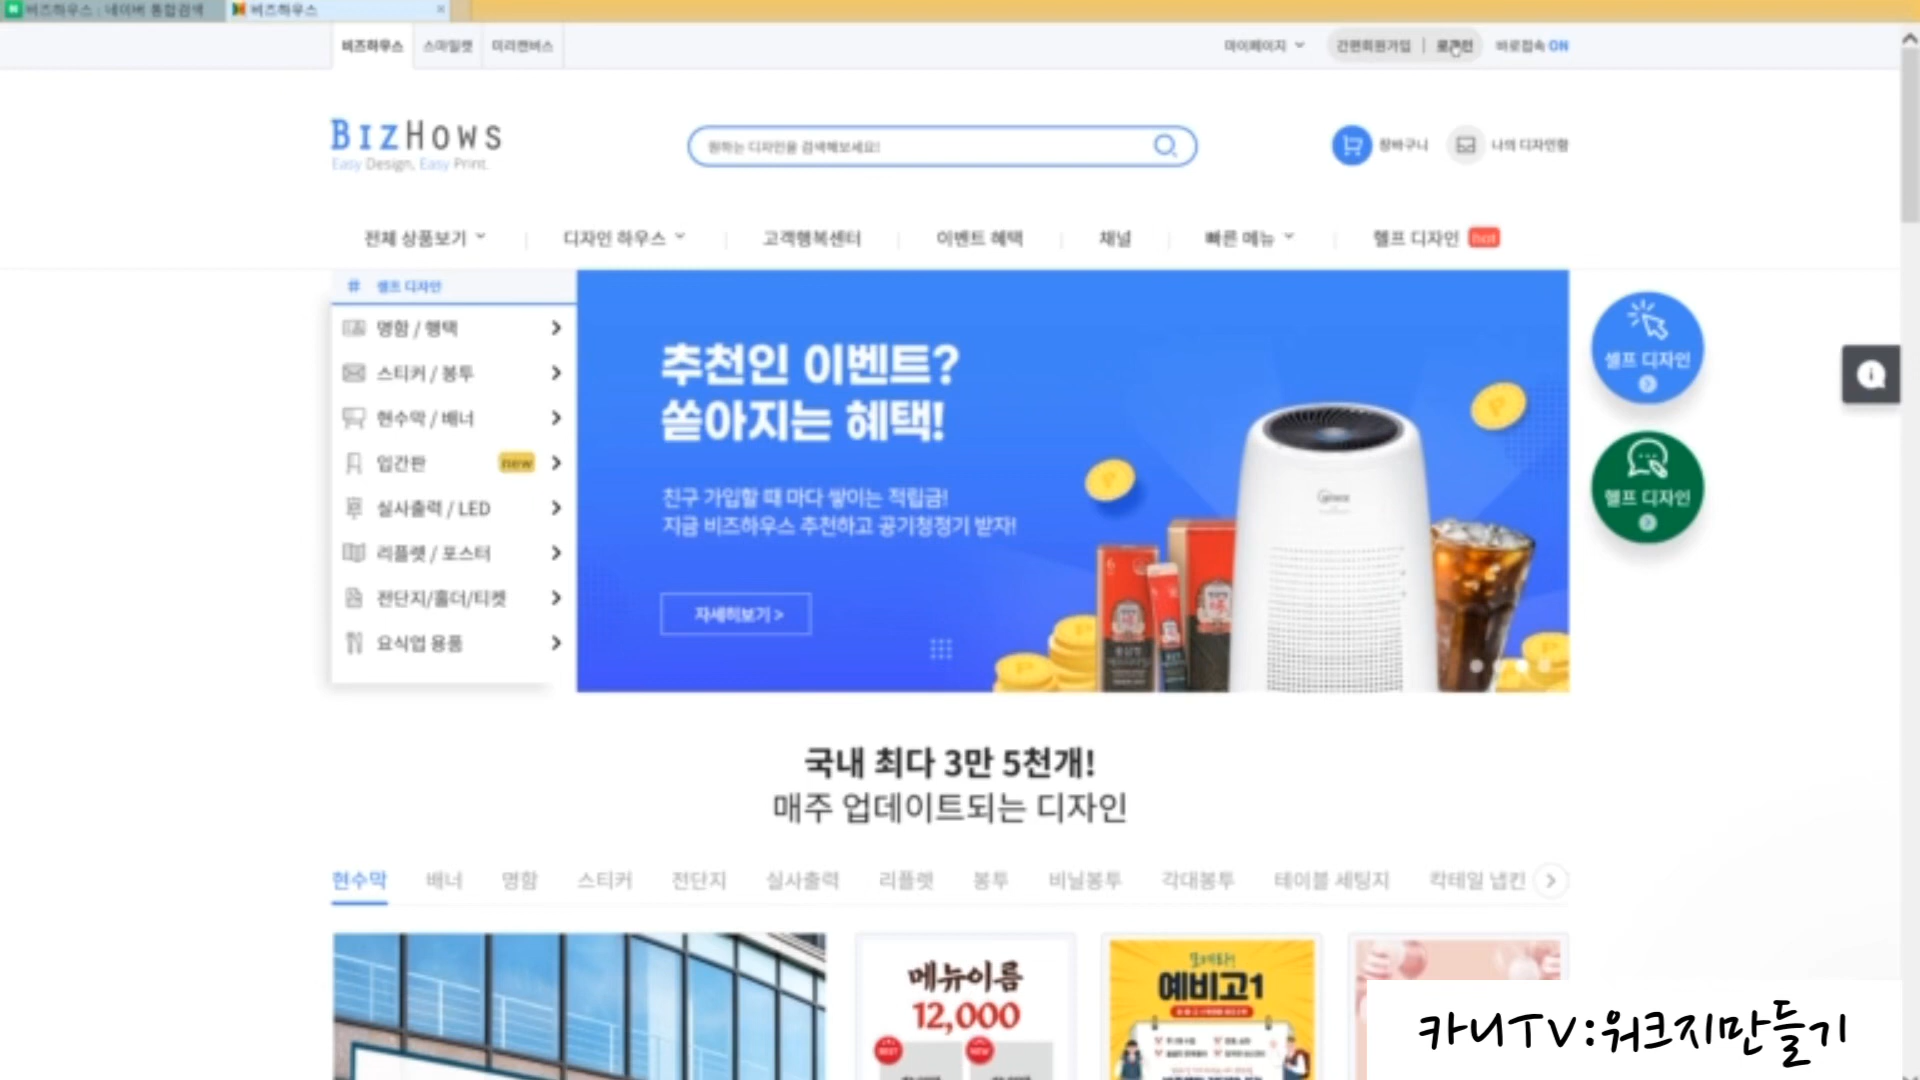 비즈하우스 : 네이버 통합검색
비즈하우스
비즈하우스 스마일캣 미리캔버스
마이페이지 간편회원가입 | 로그인 바로접속 ON
BIZHOWS
Easy Design, Easy Print.
원하는 디자인을 검색해보세요!
장바구니
나의 디자인함
전체 상품보기
디자인 하우스
고객행복센터
이벤트 혜택
채널
빠른 메뉴
헬프 디자인 hot
# 셀프 디자인
명함 / 행택
스티커 / 봉투
현수막 / 배너
입간판 new
실사출력 / LED
리플렛 / 포스터
전단지/홀더/티켓
요식업 용품
추천인 이벤트?
쏟아지는 혜택!
친구 가입할 때 마다 쌓이는 적립금!
지금 비즈하우스 추천하고 공기청정기 받자!
자세히보기 >
셀프 디자인
헬프 디자인
국내 최다 3만 5천개!
매주 업데이트되는 디자인
현수막 배너 명함 스티커 전단지 실사출력 리플렛 봉투 비닐봉투 각대봉투 테이블 세팅지 칵테일 냅킨
메뉴이름
12,000
BEST
NEW
예비고1
카니TV:워크지만들기